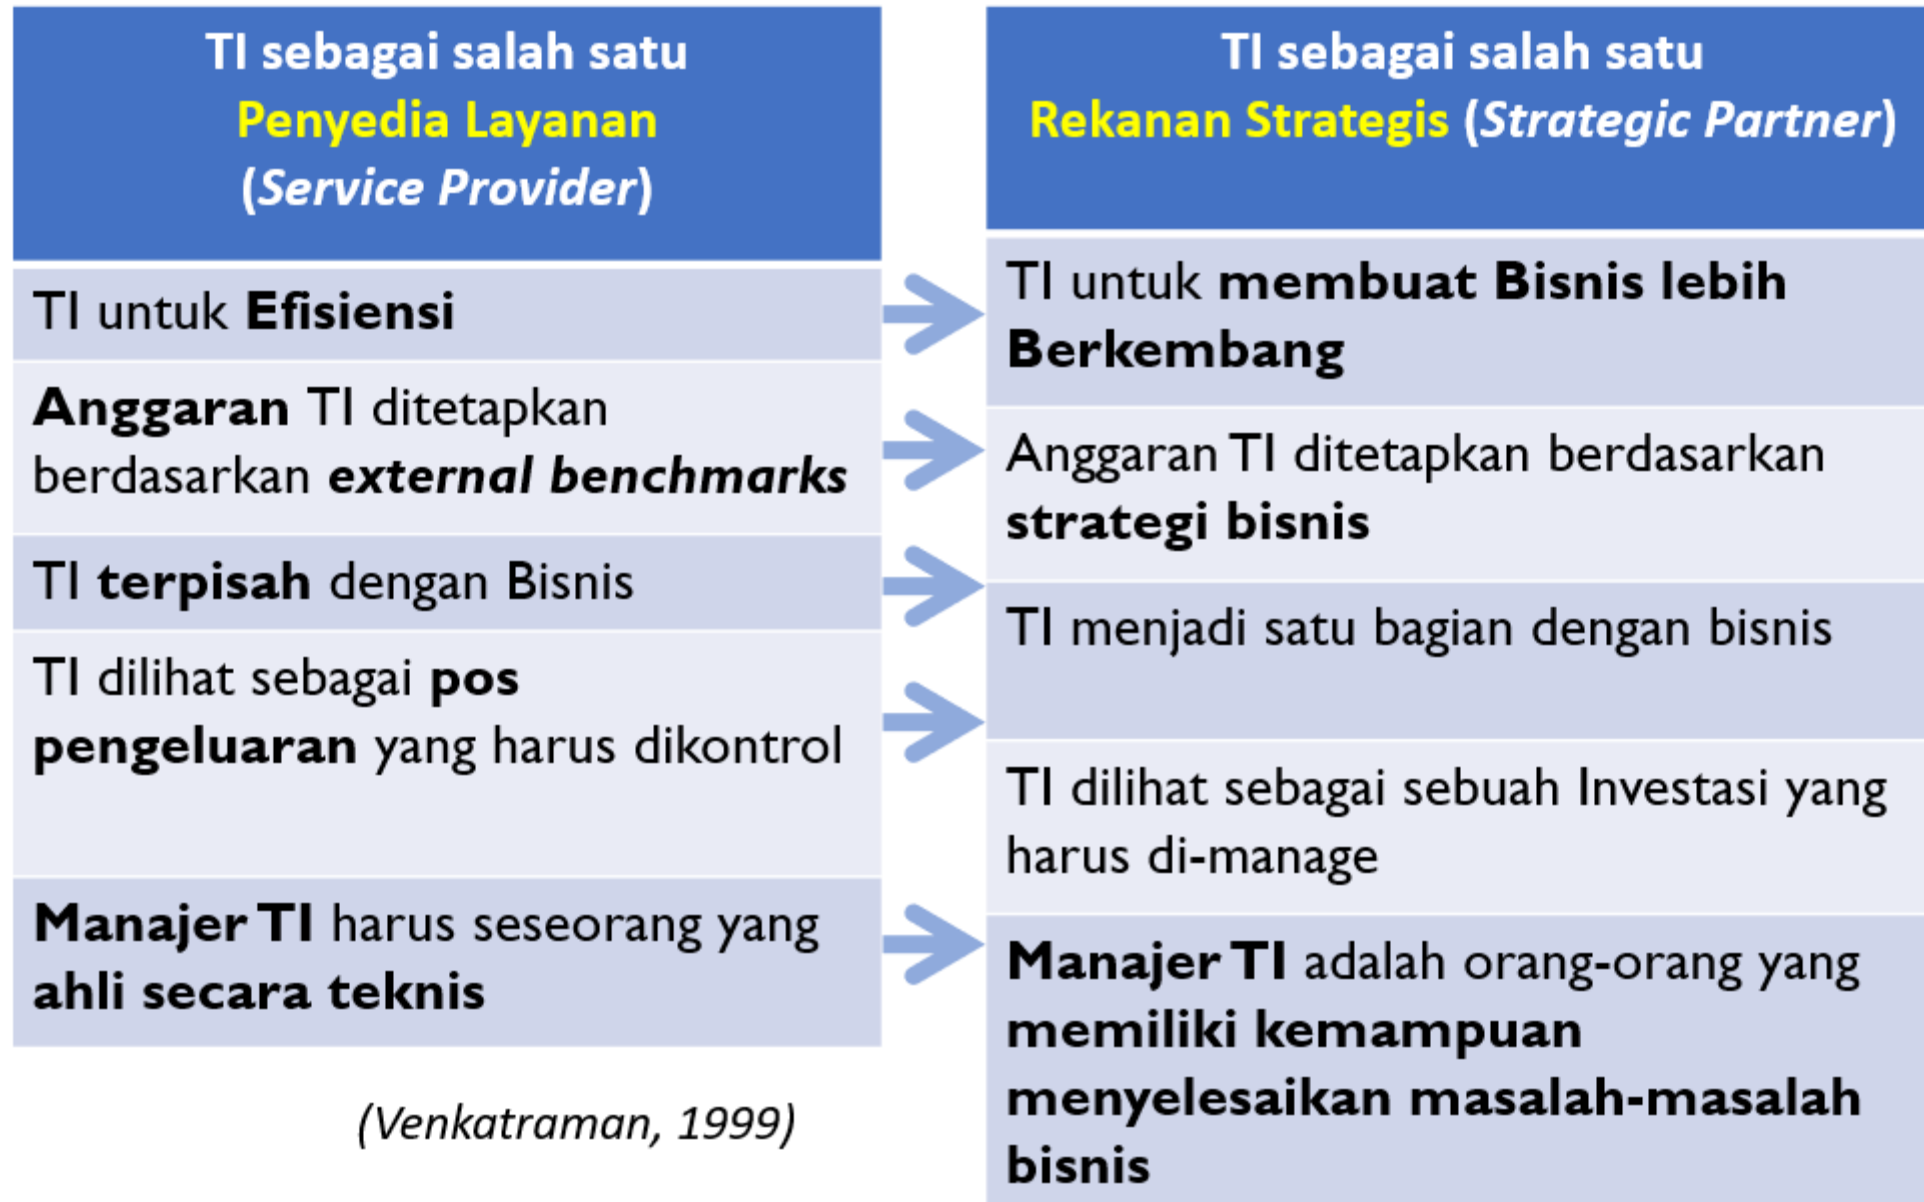 TI sebagai salah satu
Penyedia Layanan
(Service Provider)
TI untuk Efisiensi
Anggaran TI ditetapkan
berdasarkan external benchmarks
TI terpisah dengan Bisnis
TI dilihat sebagai pos
pengeluaran yang harus dikontrol
Manajer TI harus seseorang yang
ahli secara teknis
(Venkatraman, 1999)
TI sebagai salah satu
Rekanan Strategis (Strategic Partner)
TI untuk membuat Bisnis lebih
Berkembang
Anggaran TI ditetapkan berdasarkan
strategi bisnis
TI menjadi satu bagian dengan bisnis
TI dilihat sebagai sebuah Investasi yang
harus di-manage
Manajer TI adalah orang-orang yang
memiliki kemampuan
menyelesaikan masalah-masalah
bisnis